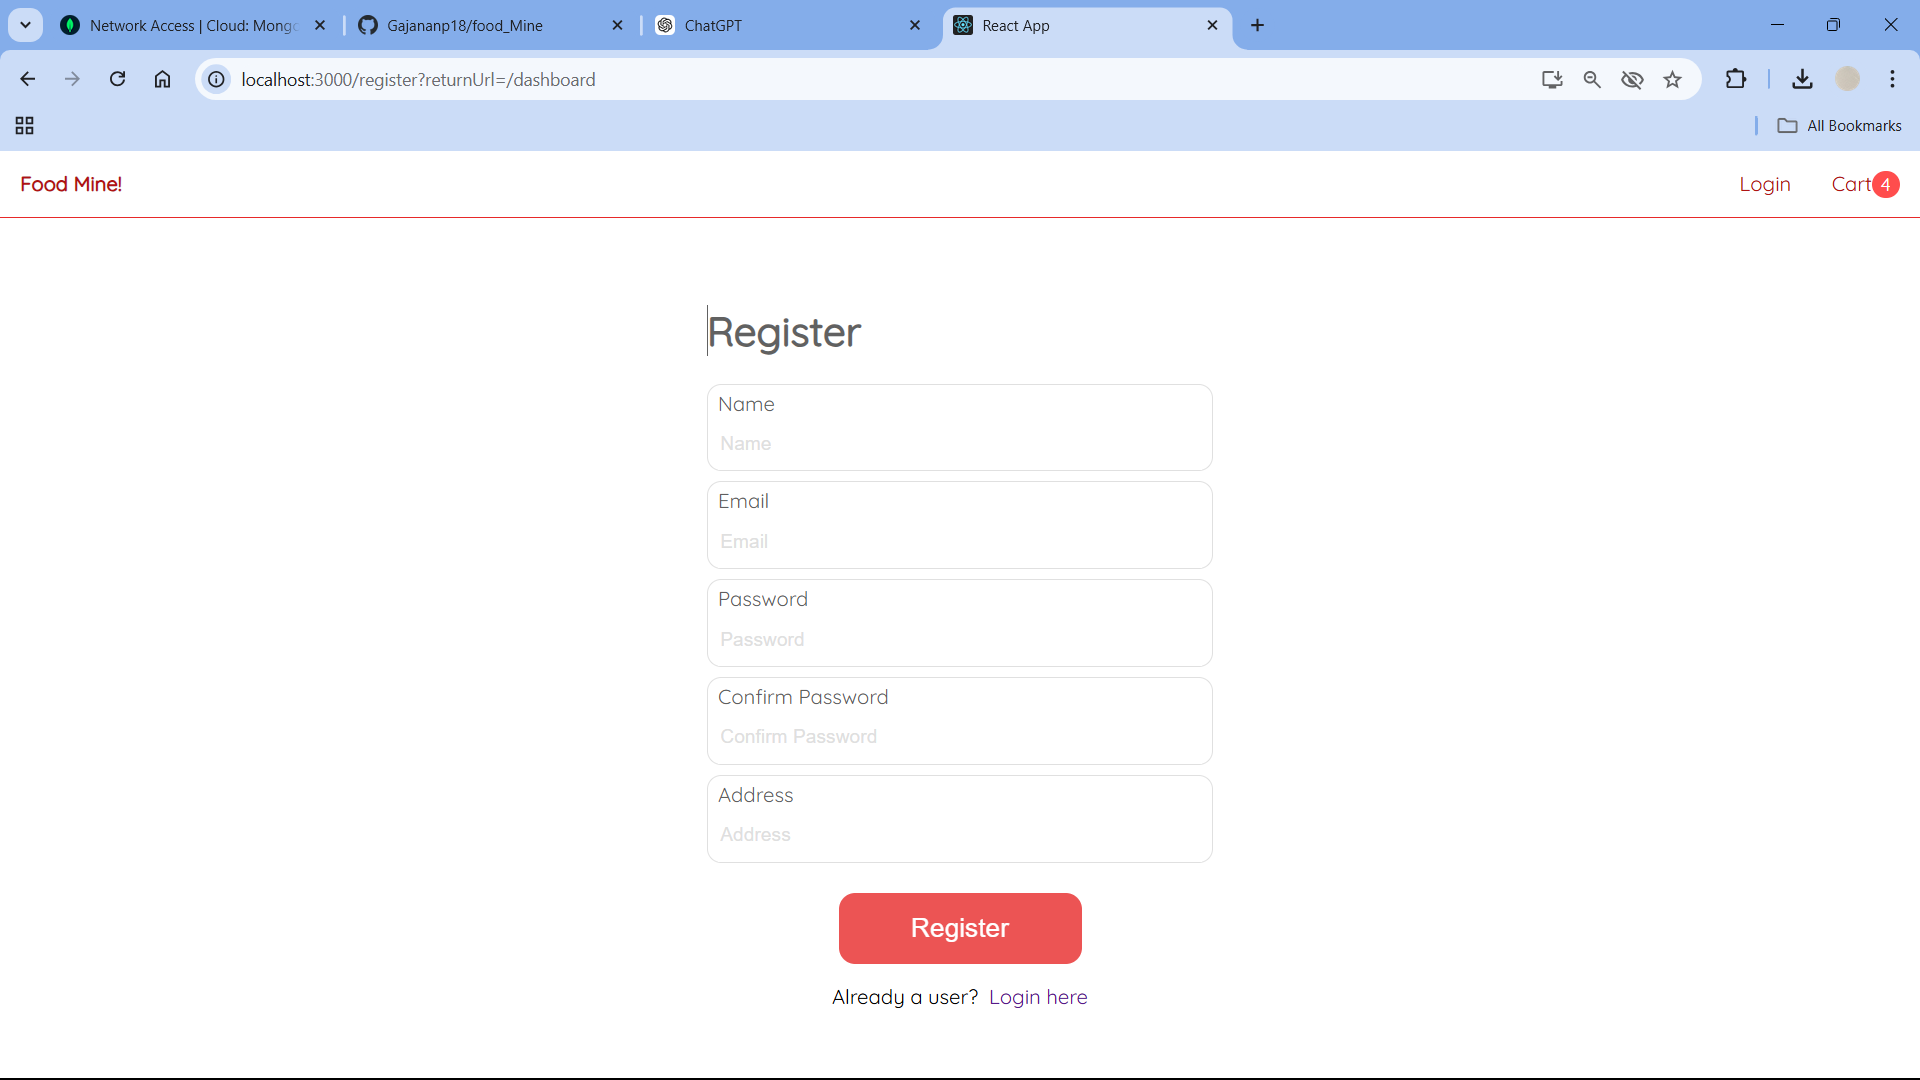 Network Access | Cloud: Mong
Gajananp18/food_Mine
ChatGPT
React App
localhost:3000/register?returnUrl=/dashboard
All Bookmarks
Food Mine!
Login
Cart 4
Register
Name
Name
Email
Email
Password
Password
Confirm Password
Confirm Password
Address
Address
Register
Already a user? Login here